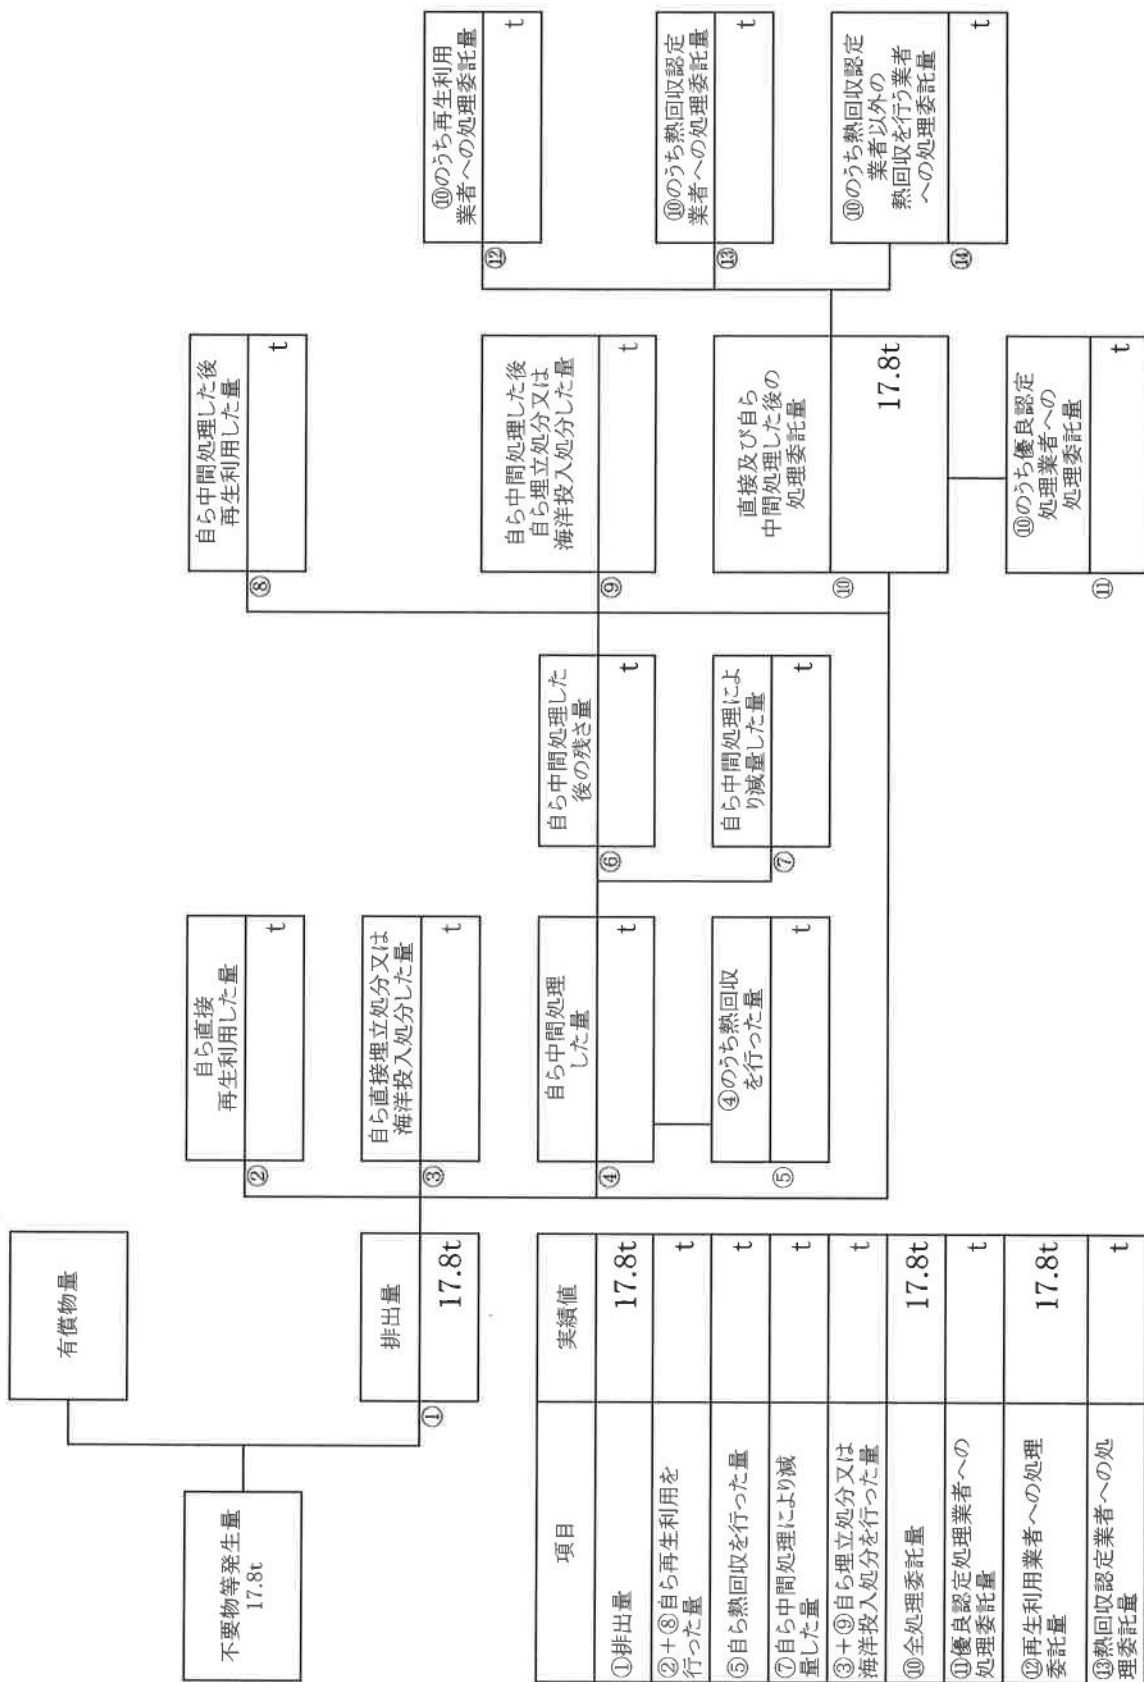 有償物量
不要物等発生量
17.8t
①
排出量
17.8t
②
自ら直接
再生利用した量
t
③
自ら直接埋立処分又は
海洋投入処分した量
t
④
自ら中間処理
した量
t
⑤
④のうち熱回収
を行った量
t
⑥
自ら中間処理した
後の残さ量
t
⑦
自ら中間処理によ
り減量した量
t
⑧
自ら中間処理した後
再生利用した量
t
⑨
自ら中間処理した後
自ら埋立処分又は
海洋投入処分した量
t
⑩
直接及び自ら
中間処理した後の
処理委託量
17.8t
⑪
⑩のうち優良認定
処理業者への
処理委託量
t
⑫
⑩のうち再生利用
業者への処理委託量
t
⑬
⑩のうち熱回収認定
業者への処理委託量
t
⑭
⑩のうち熱回収認定
業者以外の
熱回収を行う業者
への処理委託量
t
項目 実績値
①排出量 17.8t
②+⑧自ら再生利用を
行った量 t
⑤自ら熱回収を行った量 t
⑦自ら中間処理により減
量した量 t
③+⑨自ら埋立処分又は
海洋投入処分を行った量 t
⑩全処理委託量 17.8t
⑪優良認定処理業者への
処理委託量 t
⑫再生利用業者への処理
委託量 17.8t
⑬熱回収認定業者への処
理委託量 t